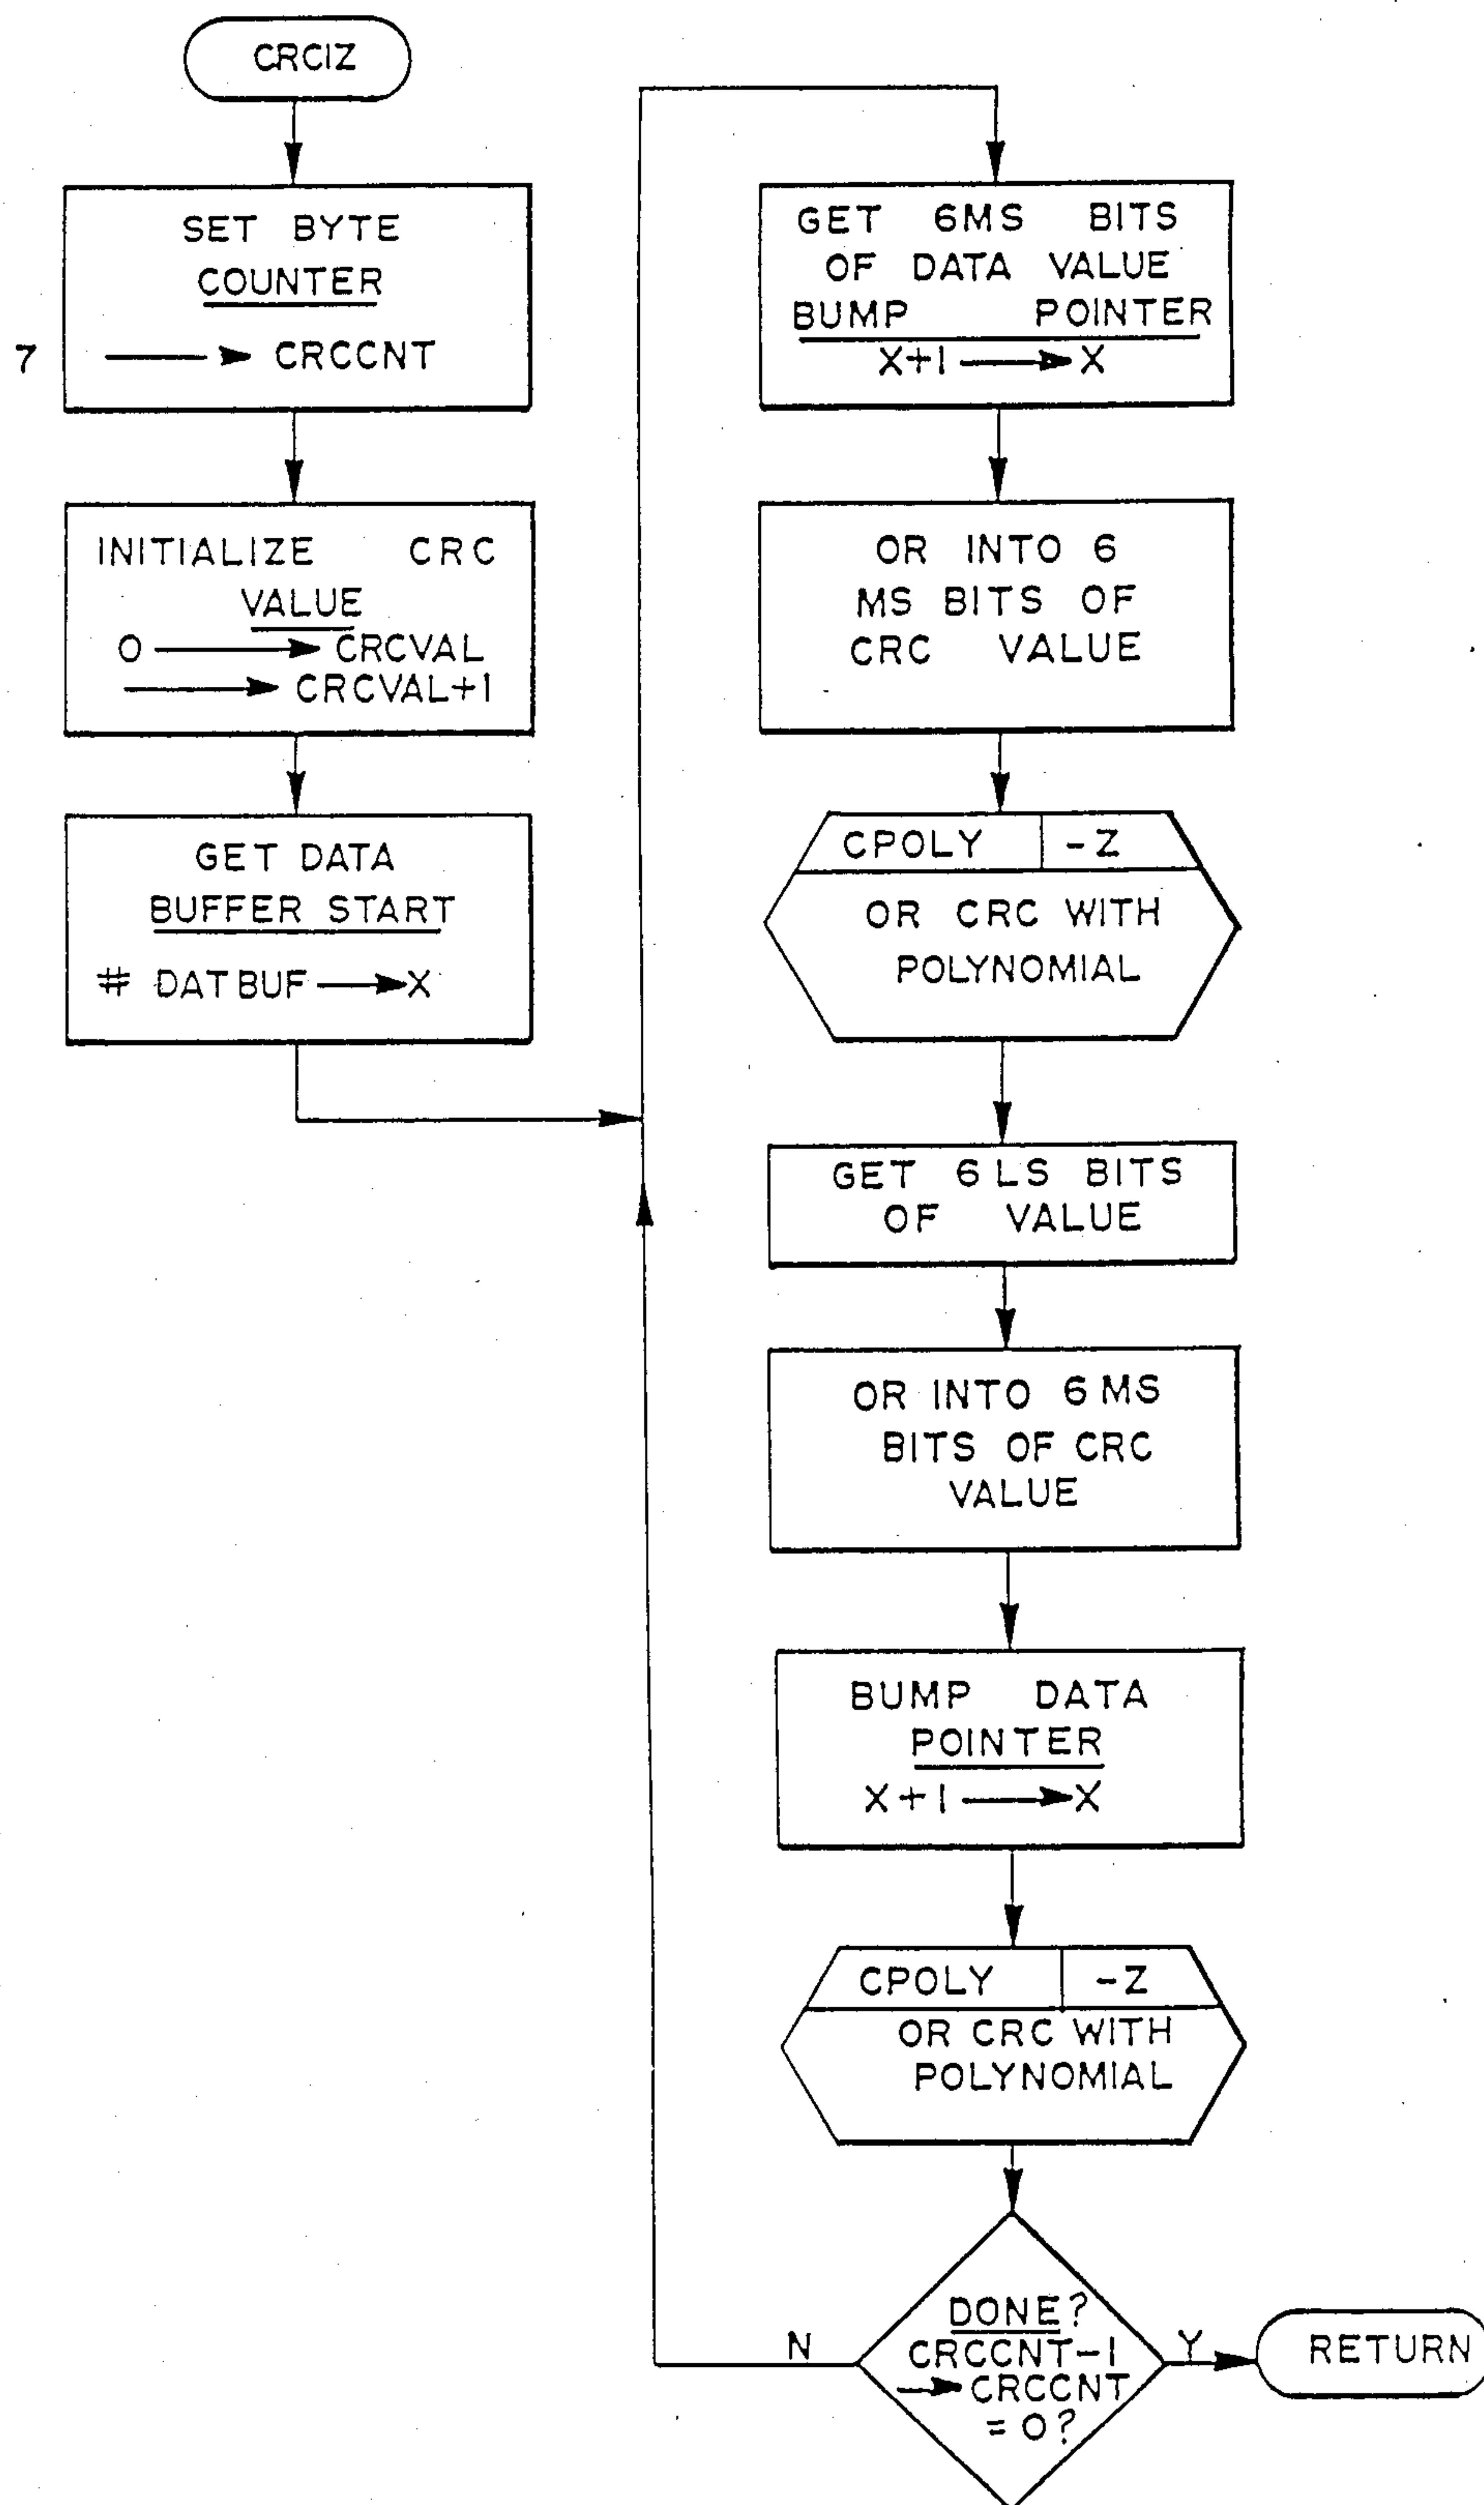 CRCIZ
SET BYTE
COUNTER
7 → CRCCNT
INITIALIZE CRC
VALUE
0 → CRCVAL
→ CRCVAL+1
GET DATA
BUFFER START
# DATBUF → X
GET 6MS BITS
OF DATA VALUE
BUMP POINTER
X+1 → X
OR INTO 6
MS BITS OF
CRC VALUE
CPOLY -Z
OR CRC WITH
POLYNOMIAL
GET 6LS BITS
OF VALUE
OR INTO 6MS
BITS OF CRC
VALUE
BUMP DATA
POINTER
X+1 → X
CPOLY -Z
OR CRC WITH
POLYNOMIAL
DONE?
CRCCNT-1
→ CRCCNT
= 0?
N
Y
RETURN